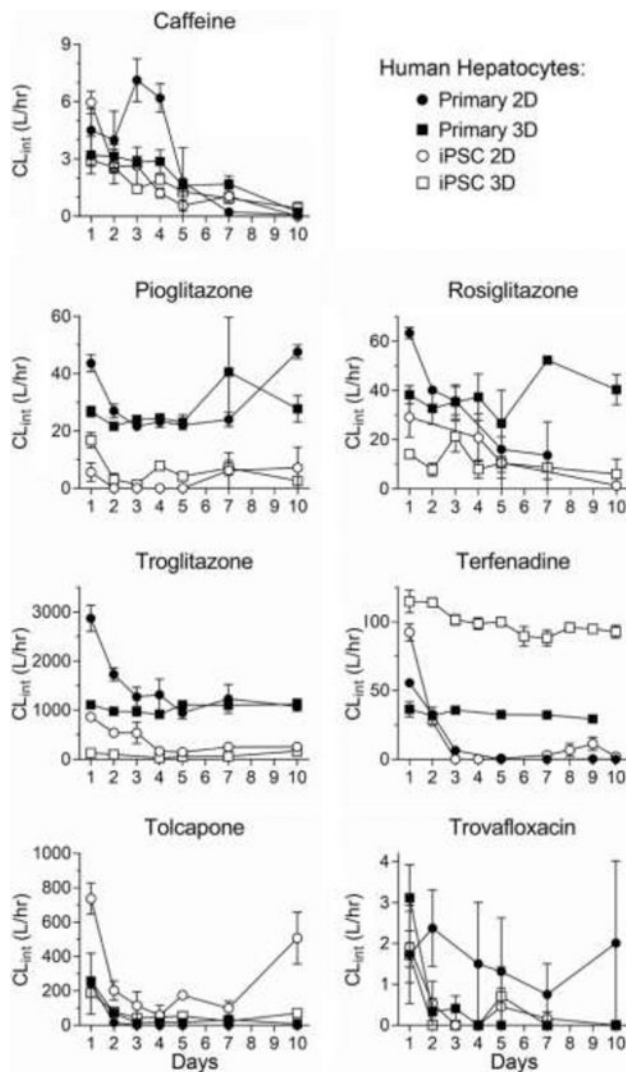 Caffeine
CLint (L/hr)
9
6
3
0
1 2 3 4 5 6 7 8 9 10
Human Hepatocytes:
Primary 2D
Primary 3D
iPSC 2D
iPSC 3D
Pioglitazone
CLint (L/hr)
60
40
20
0
1 2 3 4 5 6 7 8 9 10
Rosiglitazone
CLint (L/hr)
60
40
20
0
1 2 3 4 5 6 7 8 9 10
Troglitazone
CLint (L/hr)
3000
2000
1000
0
1 2 3 4 5 6 7 8 9 10
Terfenadine
CLint (L/hr)
100
50
0
1 2 3 4 5 6 7 8 9 10
Tolcapone
CLint (L/hr)
1000
800
600
400
200
0
1 2 3 4 5 6 7 8 9 10
Days
Trovafloxacin
CLint (L/hr)
4
3
2
1
0
1 2 3 4 5 6 7 8 9 10
Days